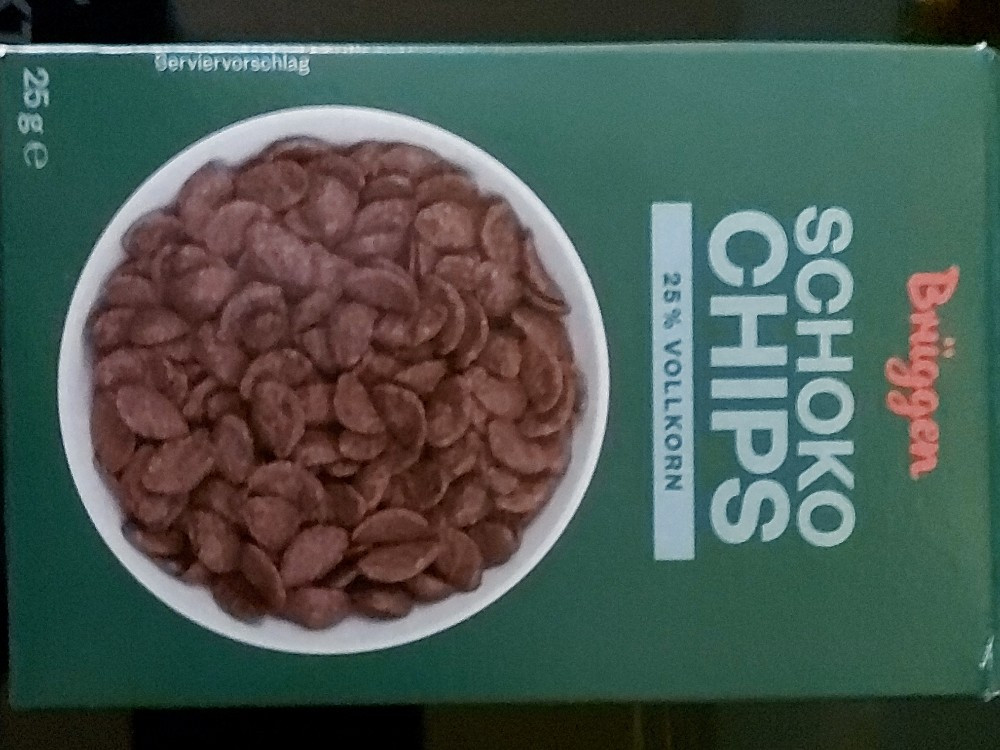 Brüggen
SCHOKO
CHIPS
25% VOLLKORN
Serviervorschlag
25 g e